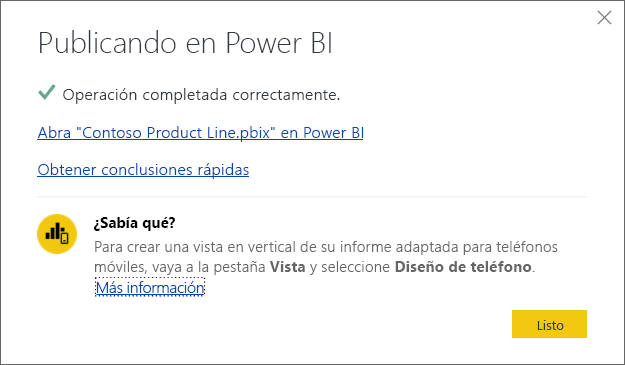 Publicando en Power BI
Operación completada correctamente.
Abra "Contoso Product Line.pbix" en Power BI
Obtener conclusiones rápidas
¿Sabía qué?
Para crear una vista en vertical de su informe adaptada para teléfonos
móviles, vaya a la pestaña Vista y seleccione Diseño de teléfono.
Más información
Listo